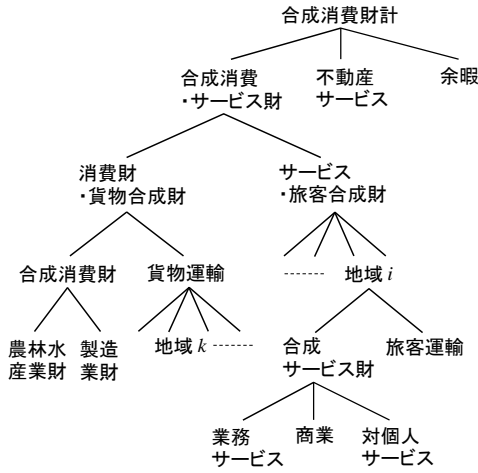 合成消費財計
合成消費
・サービス財
不動産
サービス
余暇
消費財
・貨物合成財
サービス
・旅客合成財
合成消費財
貨物運輸
地域 i
農林水
産業財
製造
業財
地域 k
合成
サービス財
旅客運輸
業務
サービス
商業
対個人
サービス